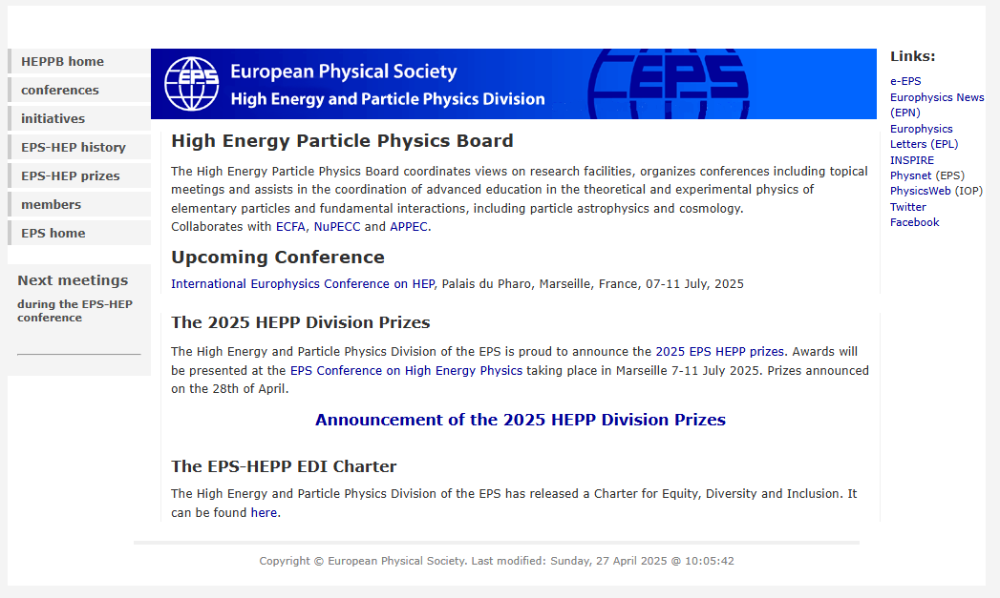 HEPPB home
conferences
initiatives
EPS-HEP history
EPS-HEP prizes
members
EPS home
Next meetings
during the EPS-HEP
conference
EPS
European Physical Society
High Energy and Particle Physics Division
EPS
High Energy Particle Physics Board
The High Energy Particle Physics Board coordinates views on research facilities, organizes conferences including topical
meetings and assists in the coordination of advanced education in the theoretical and experimental physics of
elementary particles and fundamental interactions, including particle astrophysics and cosmology.
Collaborates with ECFA, NuPECC and APPEC.
Upcoming Conference
International Europhysics Conference on HEP, Palais du Pharo, Marseille, France, 07-11 July, 2025
The 2025 HEPP Division Prizes
The High Energy and Particle Physics Division of the EPS is proud to announce the 2025 EPS HEPP prizes. Awards will
be presented at the EPS Conference on High Energy Physics taking place in Marseille 7-11 July 2025. Prizes announced
on the 28th of April.
Announcement of the 2025 HEPP Division Prizes
The EPS-HEPP EDI Charter
The High Energy and Particle Physics Division of the EPS has released a Charter for Equity, Diversity and Inclusion. It
can be found here.
Links:
e-EPS
Europhysics News
(EPN)
Europhysics
Letters (EPL)
INSPIRE
Physnet (EPS)
PhysicsWeb (IOP)
Twitter
Facebook
Copyright © European Physical Society. Last modified: Sunday, 27 April 2025 @ 10:05:42